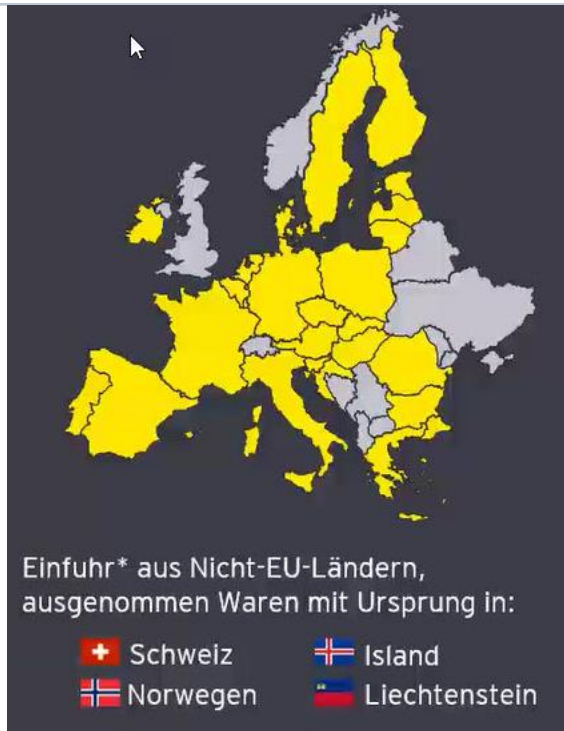 Einfuhr* aus Nicht-EU-Ländern,
ausgenommen Waren mit Ursprung in:
Schweiz
Island
Norwegen
Liechtenstein